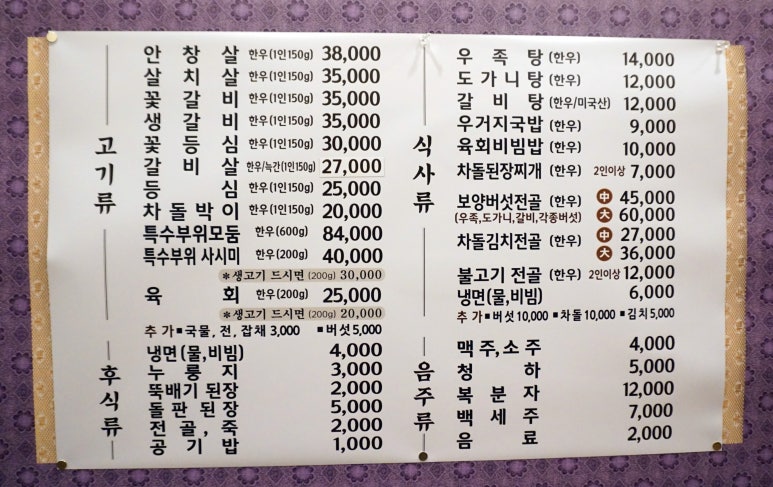 고기류
안창살 한우(1인150g) 38,000
살치살 한우(1인150g) 35,000
꽃갈비 한우(1인150g) 35,000
생갈비 한우(1인150g) 35,000
꽃등심 한우(1인150g) 30,000
갈비살 한우/늑간(1인150g) 27,000
등심 한우(1인150g) 25,000
차돌박이 한우(1인150g) 20,000
특수부위모둠 한우(600g) 84,000
특수부위 사시미 한우(200g) 40,000
*생고기 드시면 (200g) 30,000
육회 한우(200g) 25,000
*생고기 드시면 (200g) 20,000
추가 ■국물,전,잡채 3,000 ■버섯 5,000
후식류
냉면(물,비빔) 4,000
누룽지 3,000
뚝배기 된장 2,000
돌판 된장 5,000
전골, 죽 2,000
공기밥 1,000
식사류
우족탕 (한우) 14,000
도가니탕 (한우) 12,000
갈비탕 (한우/미국산) 12,000
우거지국밥 (한우) 9,000
육회비빔밥 (한우) 10,000
차돌된장찌개 (한우) 2인이상 7,000
보양버섯전골 (한우) 中 45,000
(우족,도가니,갈비,각종버섯) 大 60,000
차돌김치전골 (한우) 中 27,000
大 36,000
불고기 전골 (한우) 2인이상 12,000
냉면(물,비빔) 6,000
추가 ■버섯 10,000 ■차돌 10,000 ■김치 5,000
음주류
맥주,소주 4,000
청하 5,000
복분자 12,000
백세주 7,000
음료 2,000